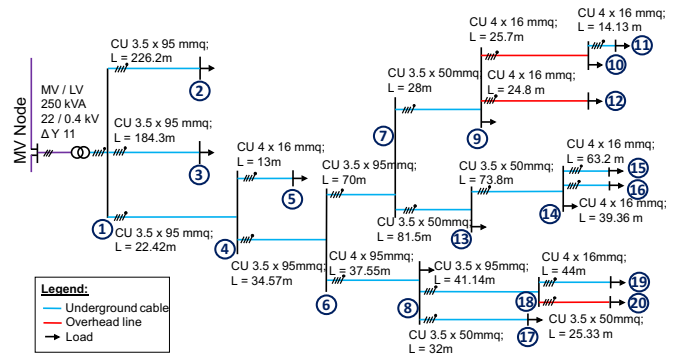 MV Node
MV / LV
250 kVA
22 / 0.4 kV
Δ Y 11
CU 3.5 x 95 mmq;
L = 226.2m
2
CU 3.5 x 95 mmq;
L = 184.3m
3
1
CU 3.5 x 95 mmq;
L = 22.42m
CU 4 x 16 mmq;
L = 13m
5
4
CU 3.5 x 95mmq;
L = 34.57m
CU 3.5 x 95mmq;
L = 70m
6
7
CU 3.5 x 50mmq;
L = 28m
9
CU 4 x 16 mmq;
L = 25.7m
CU 4 x 16 mmq;
L = 14.13m
11
10
CU 4 x 16 mmq;
L = 24.8 m
12
CU 3.5 x 50mmq;
L = 81.5m
13
CU 3.5 x 50mmq;
L = 73.8m
14
CU 4 x 16 mmq;
L = 63.2 m
15
16
CU 4 x 16 mmq;
L = 39.36 m
CU 4 x 95mmq;
L = 37.55m
8
CU 3.5 x 95mmq;
L = 41.14m
18
CU 4 x 16mmq;
L = 44m
19
20
CU 3.5 x 50mmq;
L = 25.33 m
CU 3.5 x 50mmq;
L = 32m
17
Legend:
Underground cable
Overhead line
Load